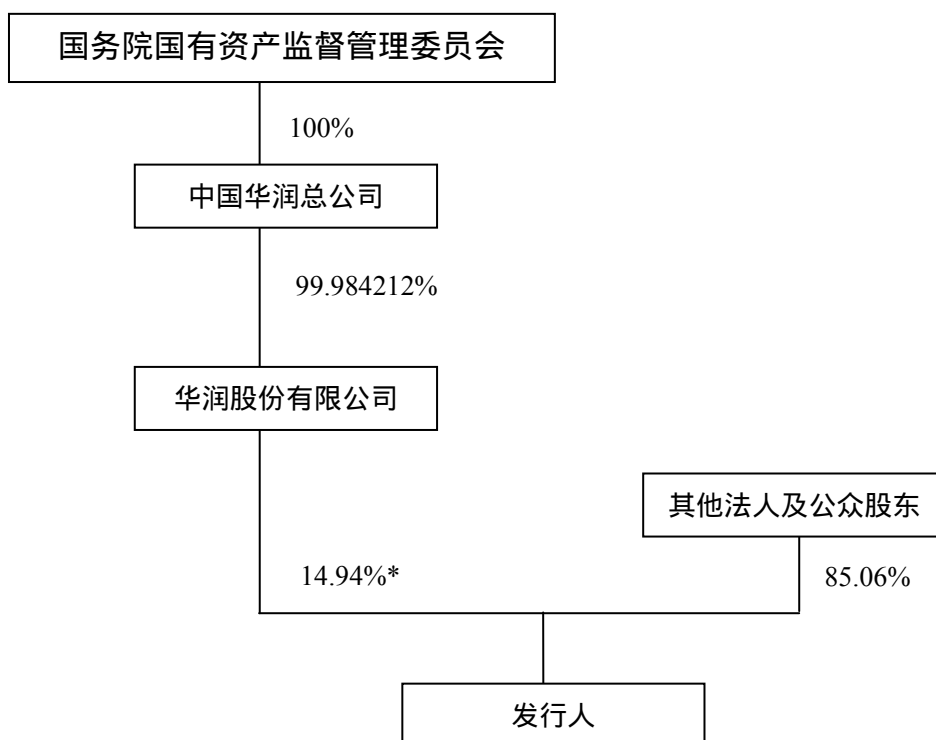 国务院国有资产监督管理委员会
100%
中国华润总公司
99.984212%
华润股份有限公司
其他法人及公众股东
14.94%*
85.06%
发行人